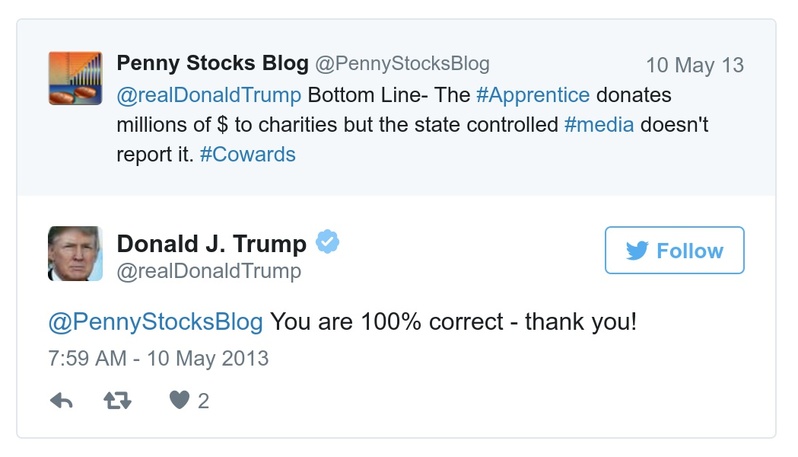 Penny Stocks Blog @PennyStocksBlog 10 May 13
@realDonaldTrump Bottom Line- The #Apprentice donates
millions of $ to charities but the state controlled #media doesn't
report it. #Cowards
Donald J. Trump
@realDonaldTrump
Follow
@PennyStocksBlog You are 100% correct - thank you!
7:59 AM - 10 May 2013
2